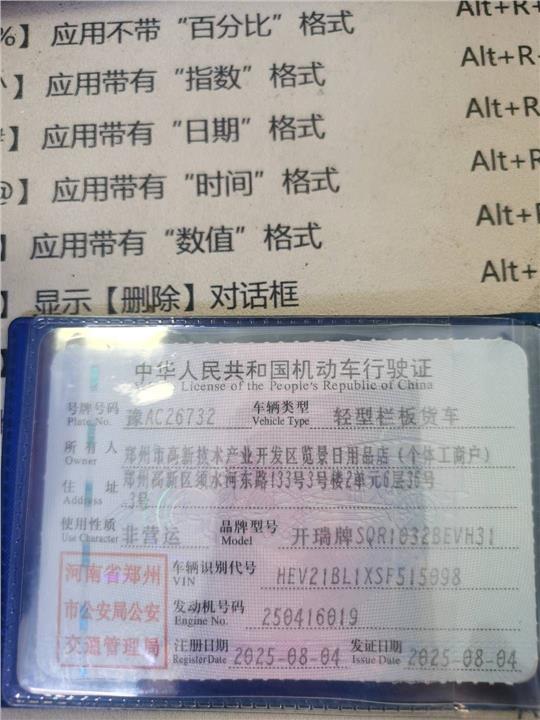 %】 应用不带“百分比”格式 Alt+R+
】 应用带有“指数”格式 Alt+R
#】 应用带有“日期”格式 Alt+R
@】 应用带有“时间”格式 Alt+R
】 应用带有“数值”格式 Alt+
】 显示【删除】对话框 Alt+
中华人民共和国机动车行驶证
License of the People's Republic of China
号牌号码 豫AC26732 车辆类型 轻型栏板货车
Plate No. Vehicle Type
所有人 郑州市高新技术产业开发区览景日用品店（个体工商户）
Owner
住址 郑州高新区须水河东路133号3号楼2单元6层36号
Address -3号
使用性质 非营运 品牌型号 开瑞牌SQR1032BEVH31
Use Character Model
河南省郑州 车辆识别代号 HEV21BL1XSF515098
VIN
市公安局公安 发动机号码 250416019
Engine No.
交通管理局 注册日期 2025-08-04 发证日期 2025-08-04
Register Date Issue Date